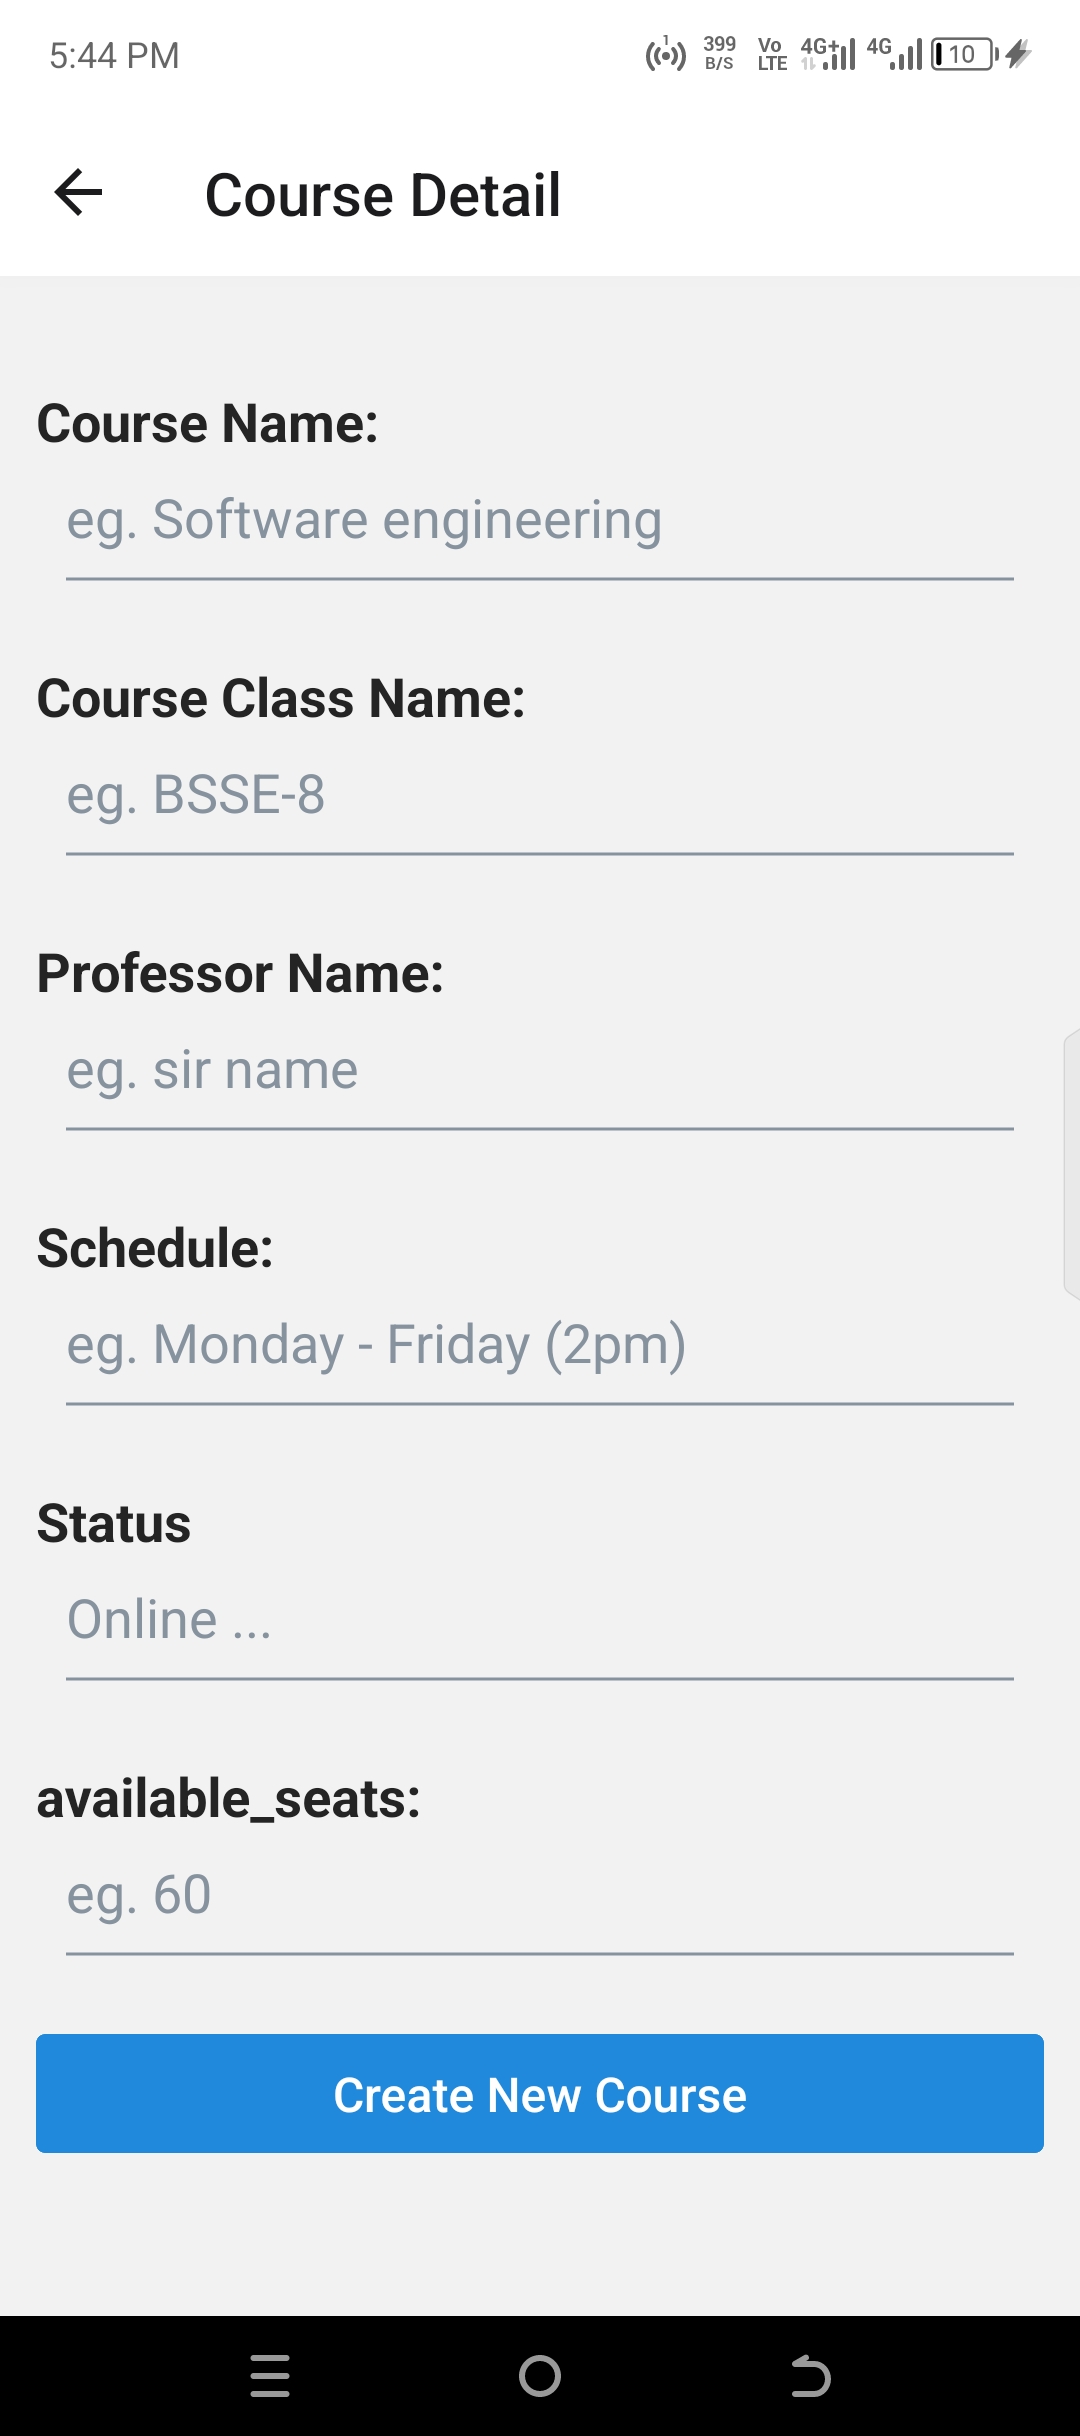 5:44 PM
1
399 B/S
Vo LTE
4G+
4G
10
Course Detail
Course Name:
eg. Software engineering
Course Class Name:
eg. BSSE-8
Professor Name:
eg. sir name
Schedule:
eg. Monday - Friday (2pm)
Status
Online ...
available_seats:
eg. 60
Create New Course